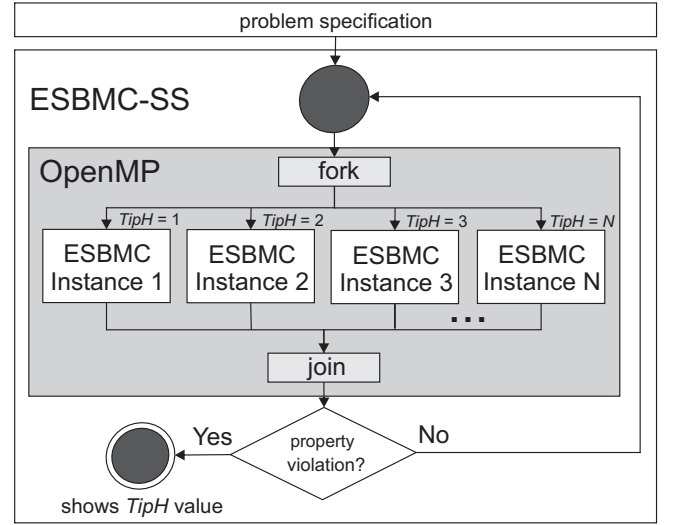 problem specification
ESBMC-SS
OpenMP
fork
TipH = 1
TipH = 2
TipH = 3
TipH = N
ESBMC
Instance 1
ESBMC
Instance 2
ESBMC
Instance 3
ESBMC
Instance N
...
join
Yes
property
violation?
No
shows TipH value